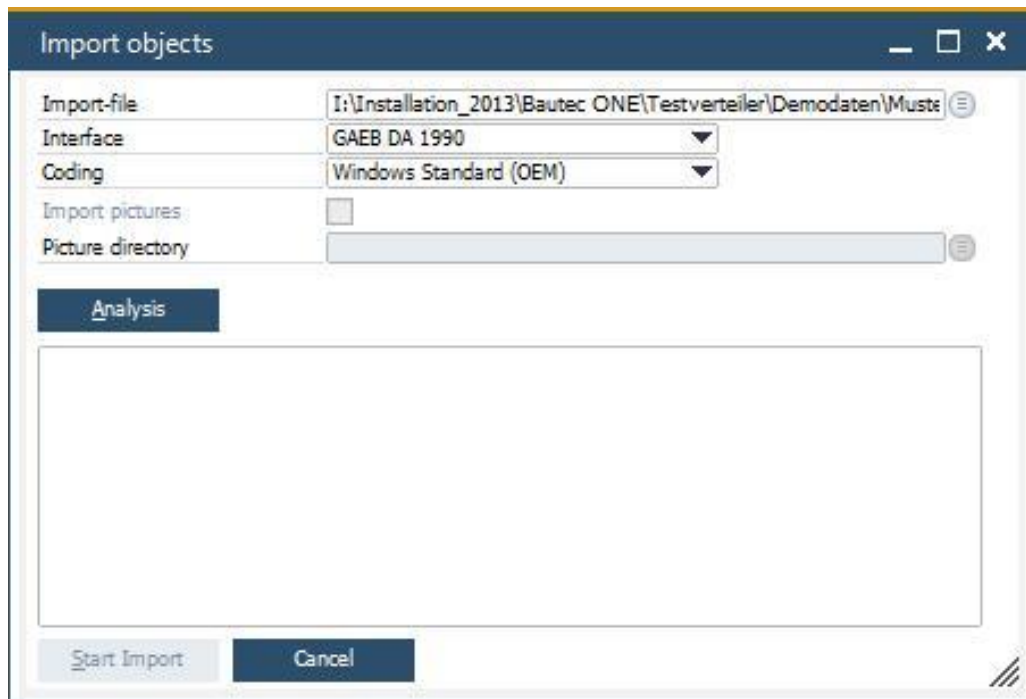 Import objects
Import-file I:\Installation_2013\Bautec ONE\Testverteiler\Demodaten\Muste
Interface GAEB DA 1990
Coding Windows Standard (OEM)
Import pictures
Picture directory
Analysis
Start Import Cancel